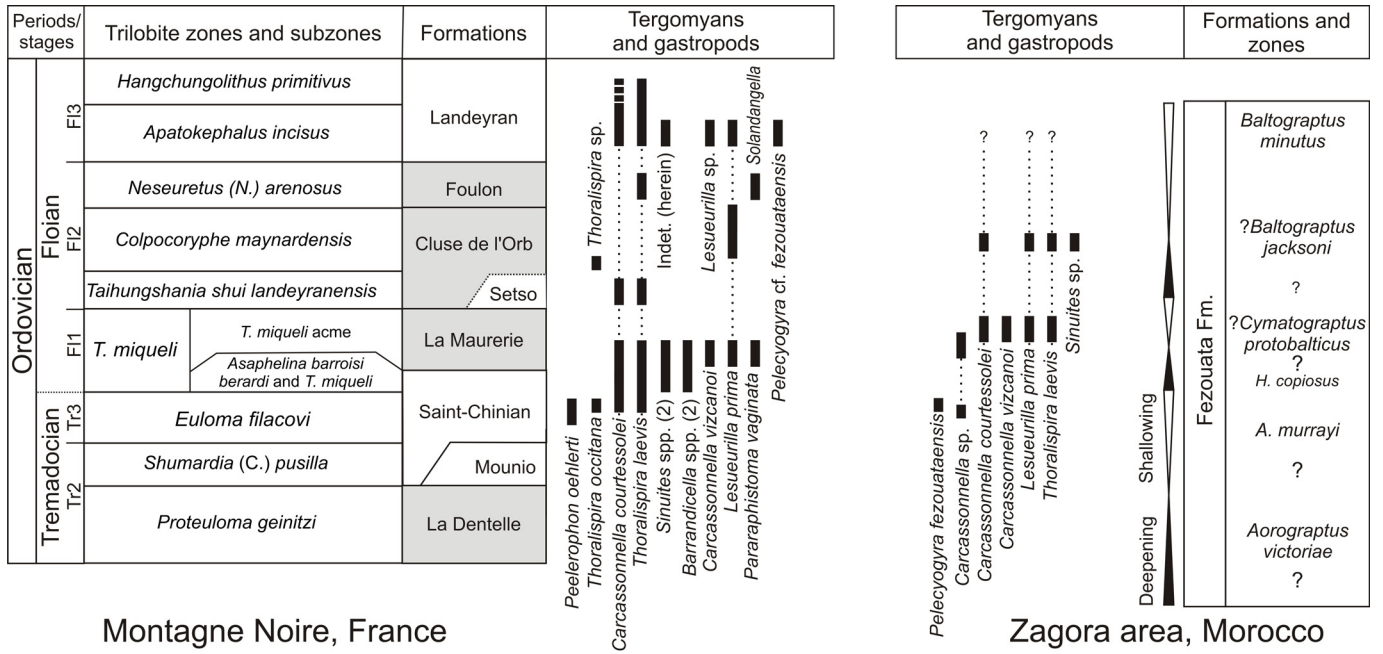 Periods/
stages
Trilobite zones and subzones
Formations
Tergomyans
and gastropods
Ordovician
Floian
Tremadocian
Fl3
Fl2
Fl1
Tr3
Tr2
Hangchungolithus primitivus
Apatokephalus incisus
Neseuretus (N.) arenosus
Colpocoryphe maynardensis
Taihungshania shui landeyranensis
T. miqueli
T. miqueli acme
Asaphelina barroisi
berardi and T. miqueli
Euloma filacovi
Shumardia (C.) pusilla
Proteuloma geinitzi
Landeyran
Foulon
Cluse de l'Orb
Setso
La Maurerie
Saint-Chinian
Mounio
La Dentelle
Peelerophon oehlerti
Thoralispira occitana
Thoralispira sp.
Carcassonnella courtessolei
Thoralispira laevis
Sinuites spp. (2)
Indet. (herein)
Barrandicella spp. (2)
Carcassonnella vizcanoi
Lesueurilla sp.
Lesueurilla prima
Pararaphistoma vaginata
Solandangella
Pelecyogyra cf. fezouataensis
Montagne Noire, France
Tergomyans
and gastropods
Formations and
zones
?
?
?
Pelecyogyra fezouataensis
Carcassonnella sp.
Carcassonnella courtessolei
Carcassonnella vizcanoi
Lesueurilla prima
Thoralispira laevis
Sinuites sp.
Shallowing
Deepening
Fezouata Fm.
Baltograptus
minutus
?Baltograptus
jacksoni
?
?Cymatograptus
protobalticus
?
H. copiosus
A. murrayi
?
Aorograptus
victoriae
?
Zagora area, Morocco